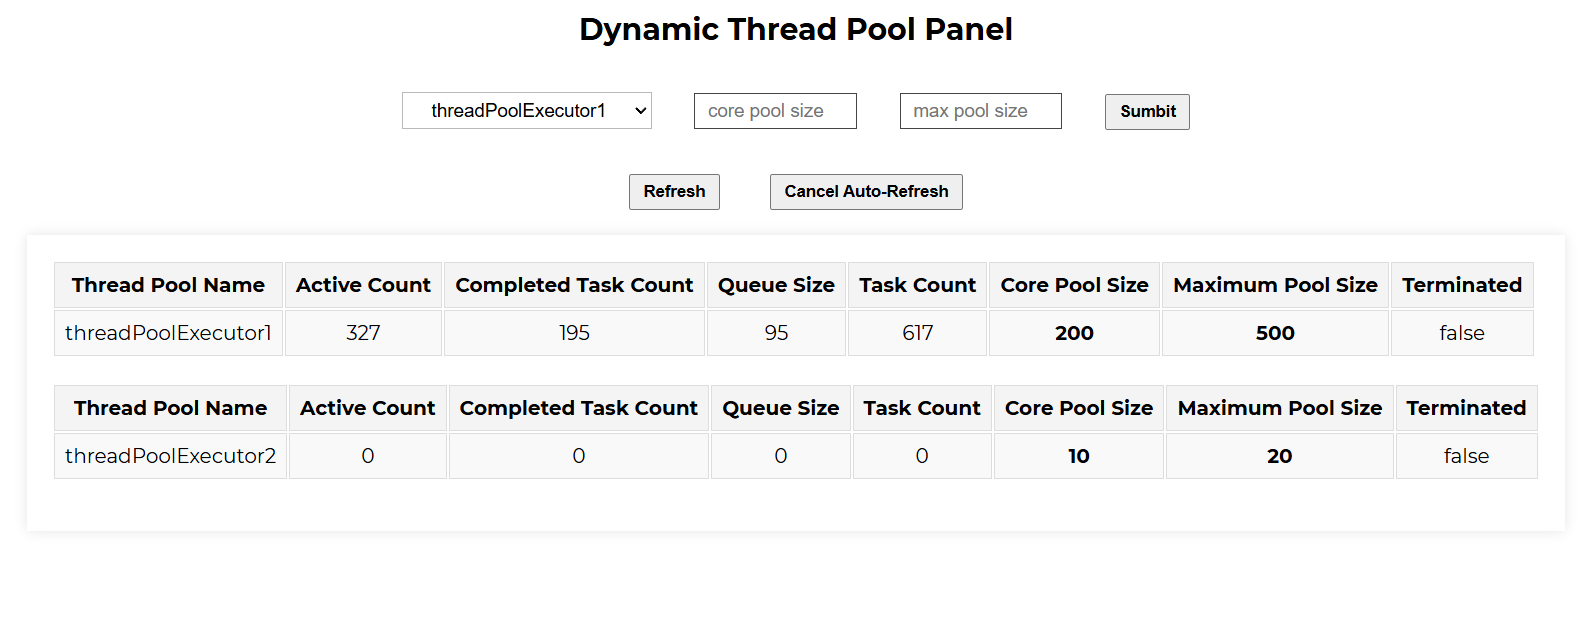 Dynamic Thread Pool Panel
threadPoolExecutor1 core pool size max pool size Sumbit
Refresh Cancel Auto-Refresh
Thread Pool Name Active Count Completed Task Count Queue Size Task Count Core Pool Size Maximum Pool Size Terminated
threadPoolExecutor1 327 195 95 617 200 500 false
Thread Pool Name Active Count Completed Task Count Queue Size Task Count Core Pool Size Maximum Pool Size Terminated
threadPoolExecutor2 0 0 0 0 10 20 false